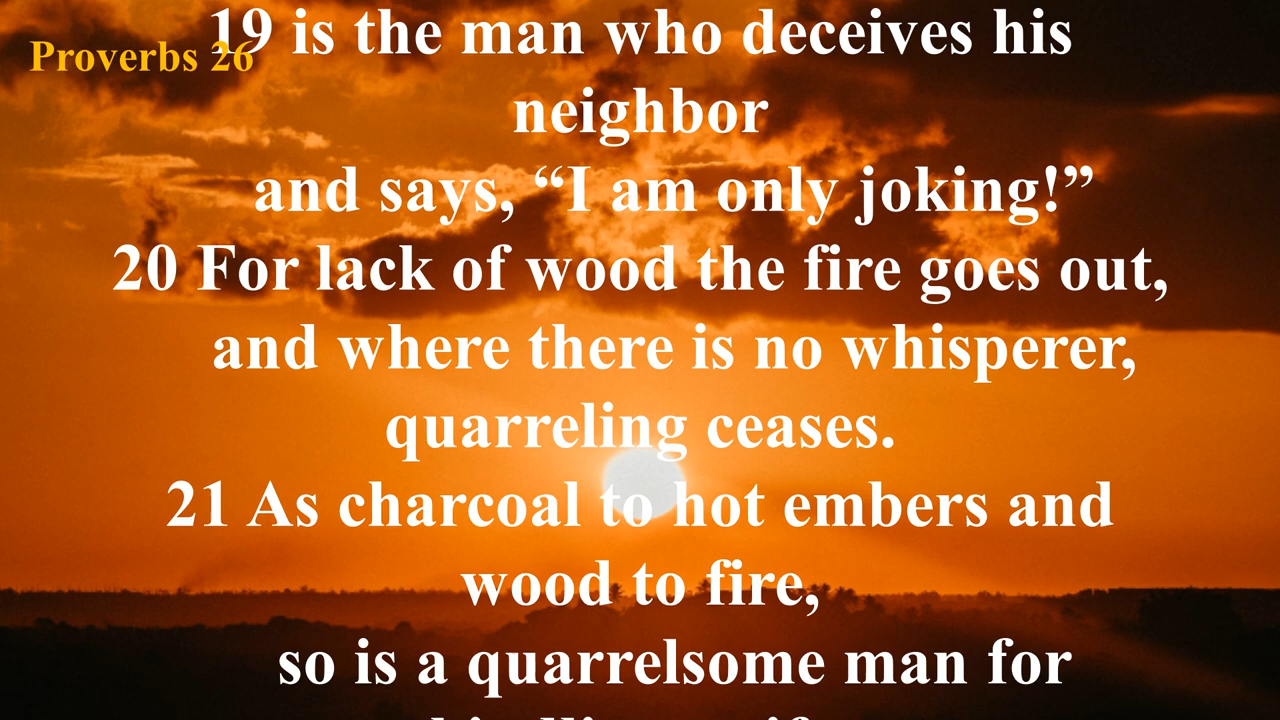 Proverbs 26
19 is the man who deceives his
neighbor
and says, “I am only joking!”
20 For lack of wood the fire goes out,
and where there is no whisperer,
quarreling ceases.
21 As charcoal to hot embers and
wood to fire,
so is a quarrelsome man for